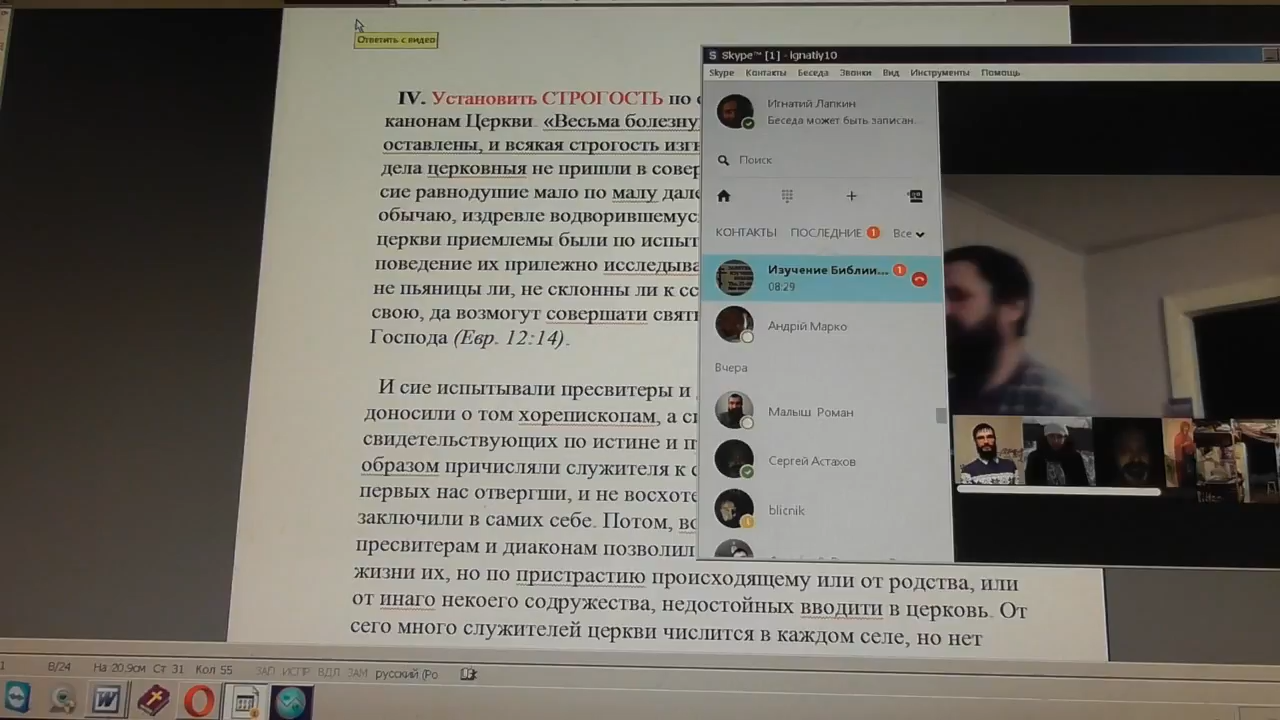 Ответить с видео
IV. Установить СТРОГОСТЬ по
канонам Церкви. «Весьма болезну
оставлены, и всякая строгость изгн
дела церковныя не пришли в совер
сие равнодушие мало по малу дале
обычаю, издревле водворившемус
церкви приемлемы были по испыт
поведение их прилежно исследыва
не пьяницы ли, не склонны ли к сс
свою, да возмогут совершати свят
Господа (Евр. 12:14).
И сие испытывали пресвитеры и
доносили о том хорепископам, а
свидетельствующих по истине и
образом причисляли служителя к
первых нас отвергши, и не восхоте
заключили в самих себе. Потом, во
пресвитерам и диаконам позволил
жизни их, но по пристрастию происходящему или от родства, или
от инаго некоего содружества, недостойных вводити в церковь. От
сего много служителей церкви числится в каждом селе, но нет
Skype™ [1] - ignatiy10
Skype Контакты Беседа Звонки Вид Инструменты Помощь
Игнатий Лапкин
Беседа может быть записан...
Поиск
КОНТАКТЫ ПОСЛЕДНИЕ 1 Все
Изучение Библии... 1
08:29
Андрій Марко
Вчера
Малыш Роман
Сергей Астахов
blicnik
1 8/24 На 20,9см Ст 31 Кол 55 ЗАП ИСПР ВДЛ ЗАМ русский (Ро